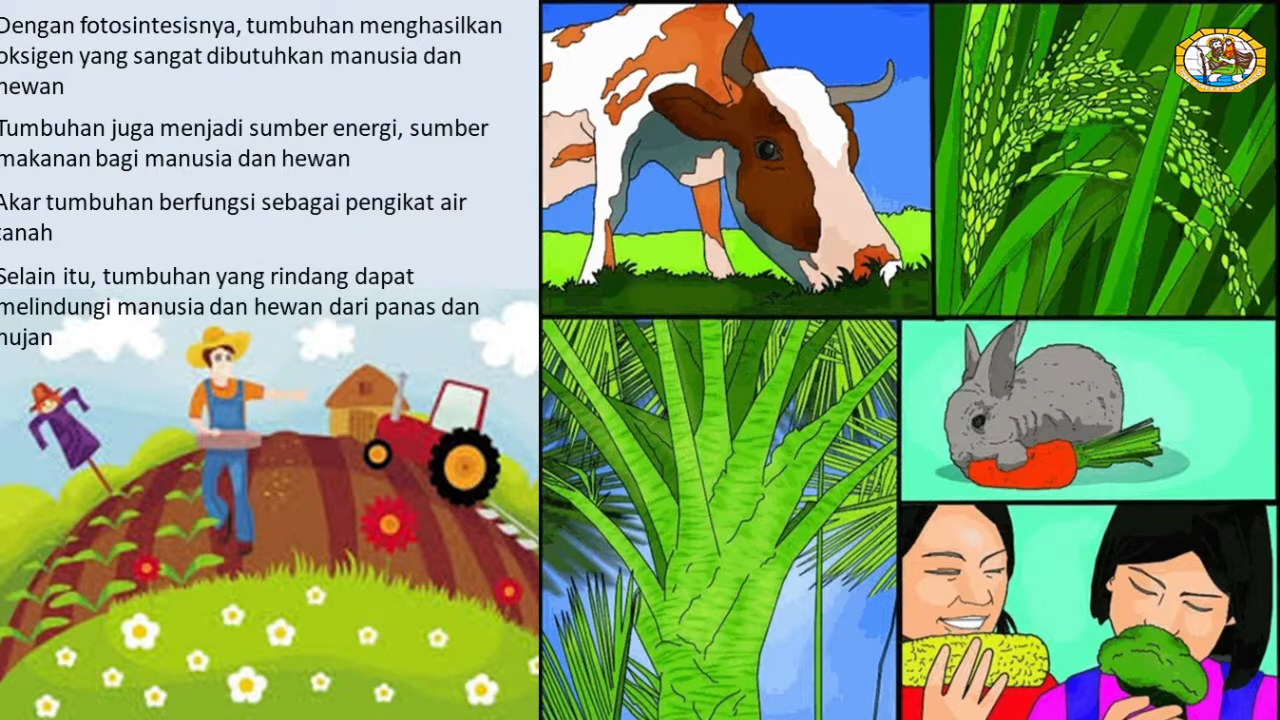 Dengan fotosintesisnya, tumbuhan menghasilkan
oksigen yang sangat dibutuhkan manusia dan
hewan
Tumbuhan juga menjadi sumber energi, sumber
makanan bagi manusia dan hewan
Akar tumbuhan berfungsi sebagai pengikat air
tanah
Selain itu, tumbuhan yang rindang dapat
melindungi manusia dan hewan dari panas dan
hujan